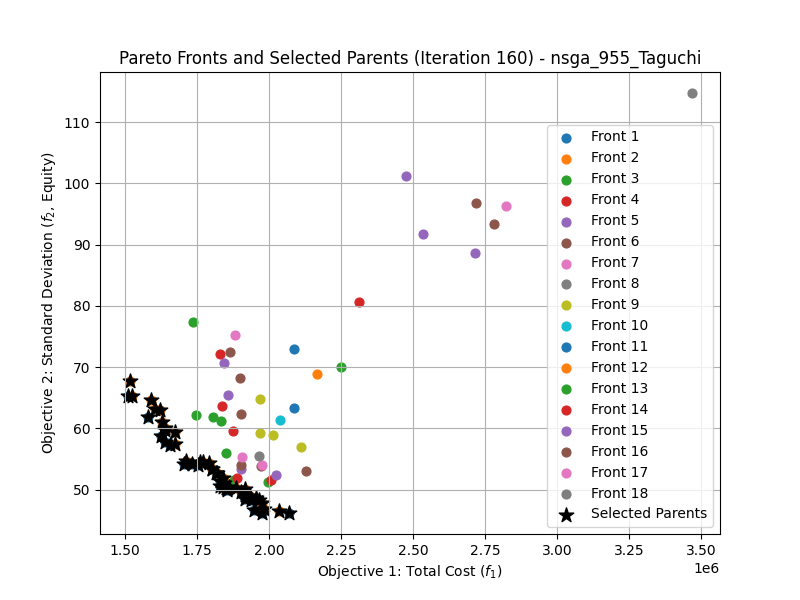 Pareto Fronts and Selected Parents (Iteration 160) - nsga_955_Taguchi
Objective 2: Standard Deviation (f₂, Equity)
110
100
90
80
70
60
50
Front 1
Front 2
Front 3
Front 4
Front 5
Front 6
Front 7
Front 8
Front 9
Front 10
Front 11
Front 12
Front 13
Front 14
Front 15
Front 16
Front 17
Front 18
Selected Parents
1.50 1.75 2.00 2.25 2.50 2.75 3.00 3.25 3.50
1e6
Objective 1: Total Cost (f₁)